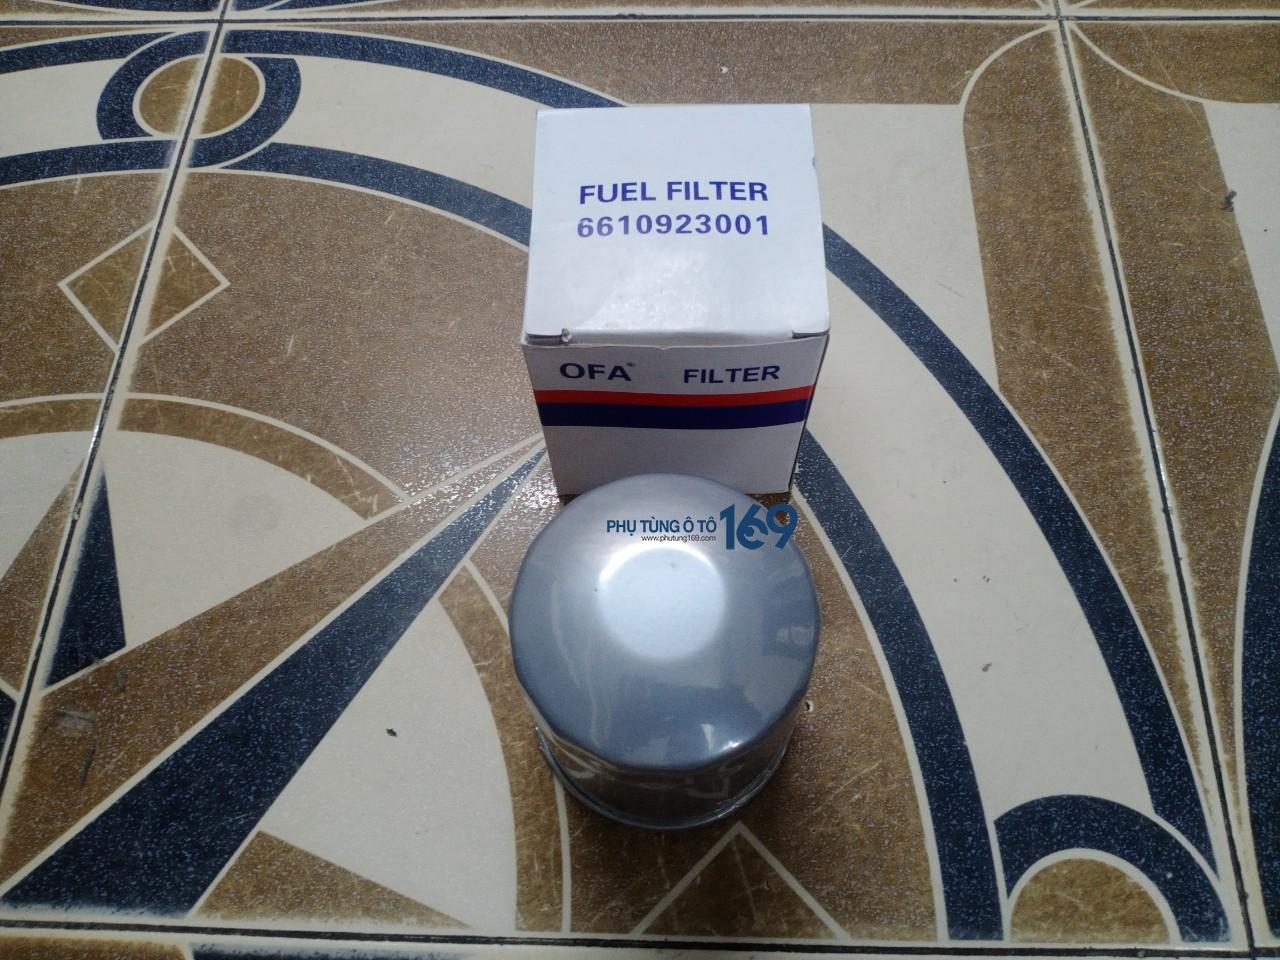 FUEL FILTER
6610923001
OFA® FILTER
PHỤ TÙNG Ô TÔ 169
www.phutung169.com